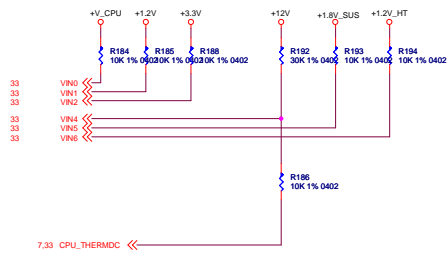 +V_CPU +1.2V +3.3V +12V +1.8V_SUS +1.2V_HT
R184 R185 R188 R192 R193 R194
10K 1% 0402 10K 1% 0402 10K 1% 0402 30K 1% 0402 10K 1% 0402 10K 1% 0402
33 VIN0
33 VIN1
33 VIN2
33 VIN4
33 VIN5
33 VIN6
R186
10K 1% 0402
7,33 CPU_THERMDC